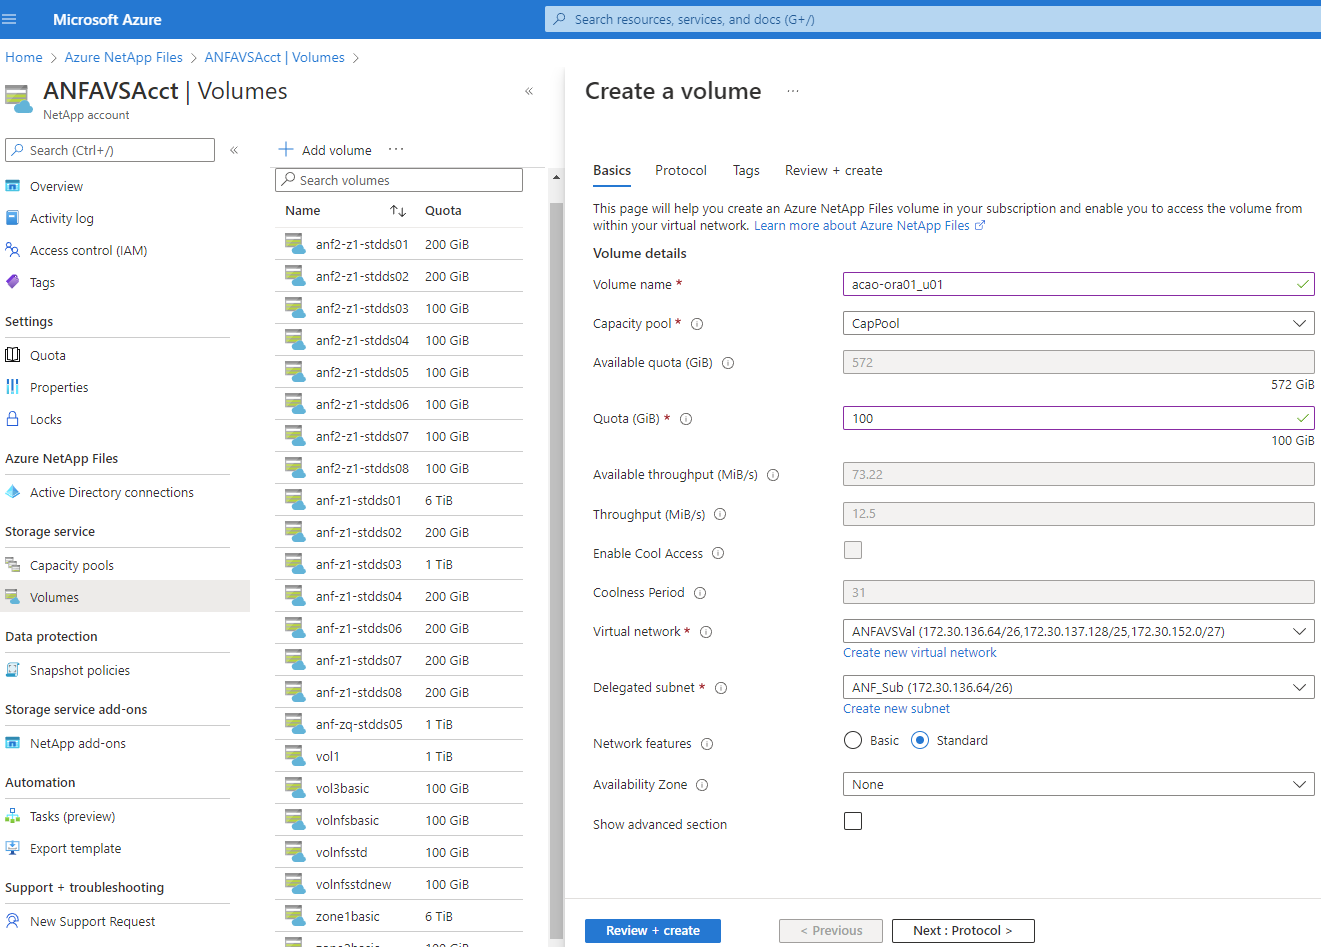 Microsoft Azure
Search resources, services, and docs (G+/)
Home > Azure NetApp Files > ANFAVSAcct | Volumes >
ANFAVSAcct | Volumes
NetApp account
Search (Ctrl+/)
Overview
Activity log
Access control (IAM)
Tags
Settings
Quota
Properties
Locks
Azure NetApp Files
Active Directory connections
Storage service
Capacity pools
Volumes
Data protection
Snapshot policies
Storage service add-ons
NetApp add-ons
Automation
Tasks (preview)
Export template
Support + troubleshooting
New Support Request
Add volume
Search volumes
Name Quota
anf2-z1-stdds01 200 GiB
anf2-z1-stdds02 200 GiB
anf2-z1-stdds03 100 GiB
anf2-z1-stdds04 100 GiB
anf2-z1-stdds05 100 GiB
anf2-z1-stdds06 100 GiB
anf2-z1-stdds07 100 GiB
anf2-z1-stdds08 100 GiB
anf-z1-stdds01 6 TiB
anf-z1-stdds02 200 GiB
anf-z1-stdds03 1 TiB
anf-z1-stdds04 200 GiB
anf-z1-stdds06 200 GiB
anf-z1-stdds07 200 GiB
anf-z1-stdds08 200 GiB
anf-zq-stdds05 1 TiB
vol1 1 TiB
vol3basic 100 GiB
volnfsbasic 100 GiB
volnfsstd 100 GiB
volnfsstdnew 100 GiB
zone1basic 6 TiB
Create a volume
Basics Protocol Tags Review + create
This page will help you create an Azure NetApp Files volume in your subscription and enable you to access the volume from
within your virtual network. Learn more about Azure NetApp Files
Volume details
Volume name * acao-ora01_u01
Capacity pool * CapPool
Available quota (GiB) 572
572 GiB
Quota (GiB) * 100
100 GiB
Available throughput (MiB/s) 73.22
Throughput (MiB/s) 12.5
Enable Cool Access
Coolness Period 31
Virtual network * ANFAVSVal (172.30.136.64/26,172.30.137.128/25,172.30.152.0/27)
Create new virtual network
Delegated subnet * ANF_Sub (172.30.136.64/26)
Create new subnet
Network features Basic Standard
Availability Zone None
Show advanced section
Review + create < Previous Next : Protocol >